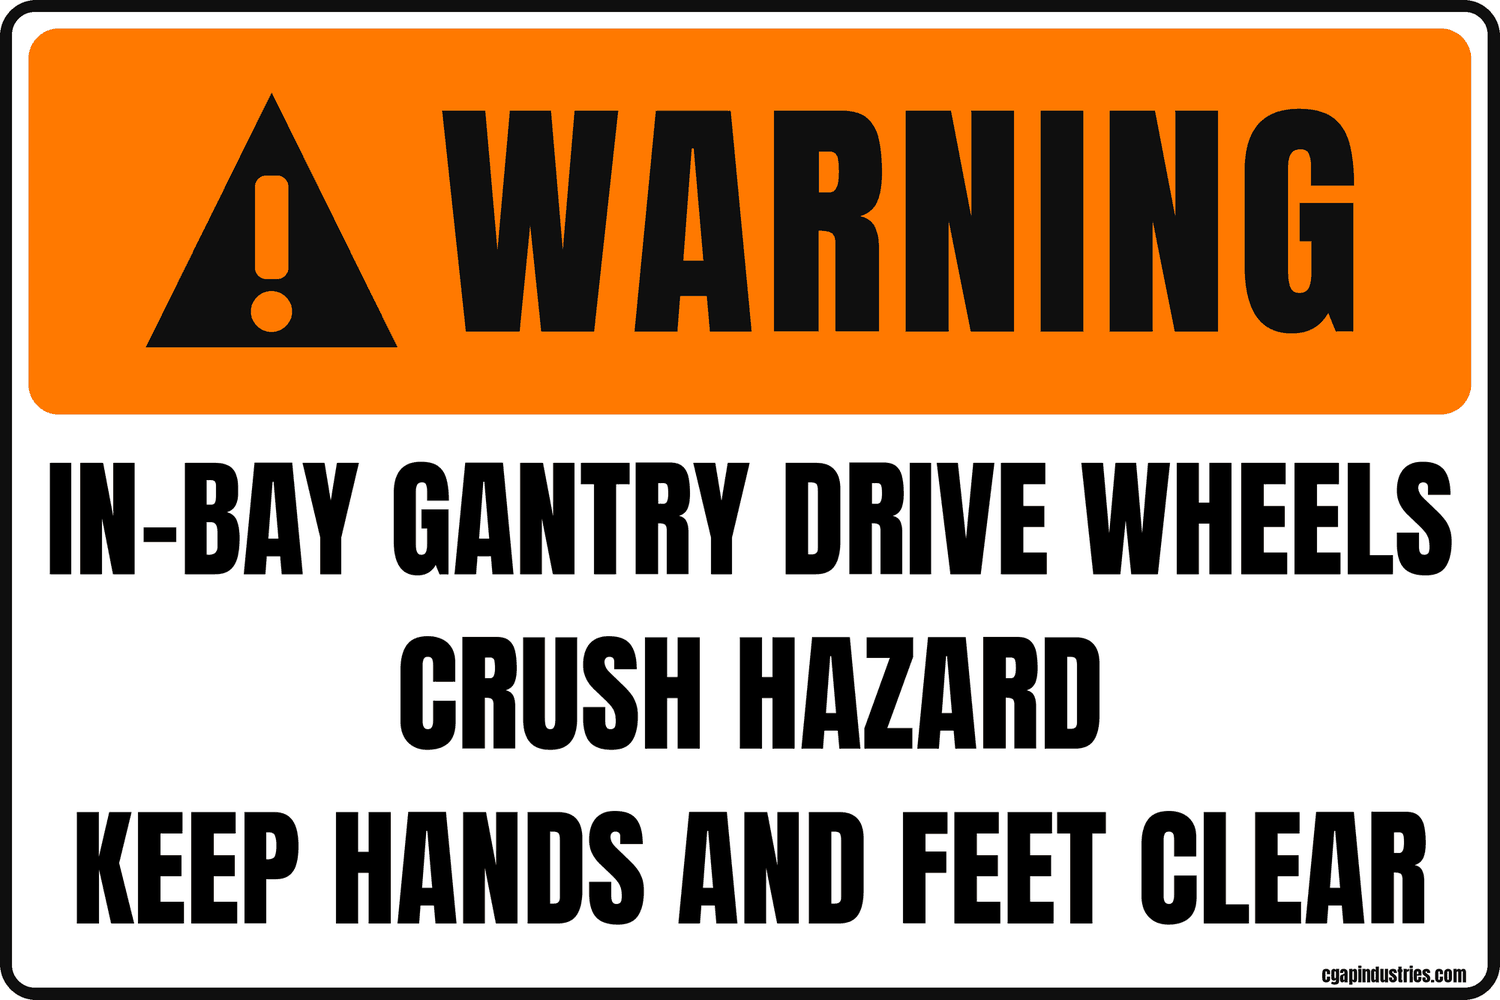 WARNING
IN-BAY GANTRY DRIVE WHEELS
CRUSH HAZARD
KEEP HANDS AND FEET CLEAR
cgapindustries.com